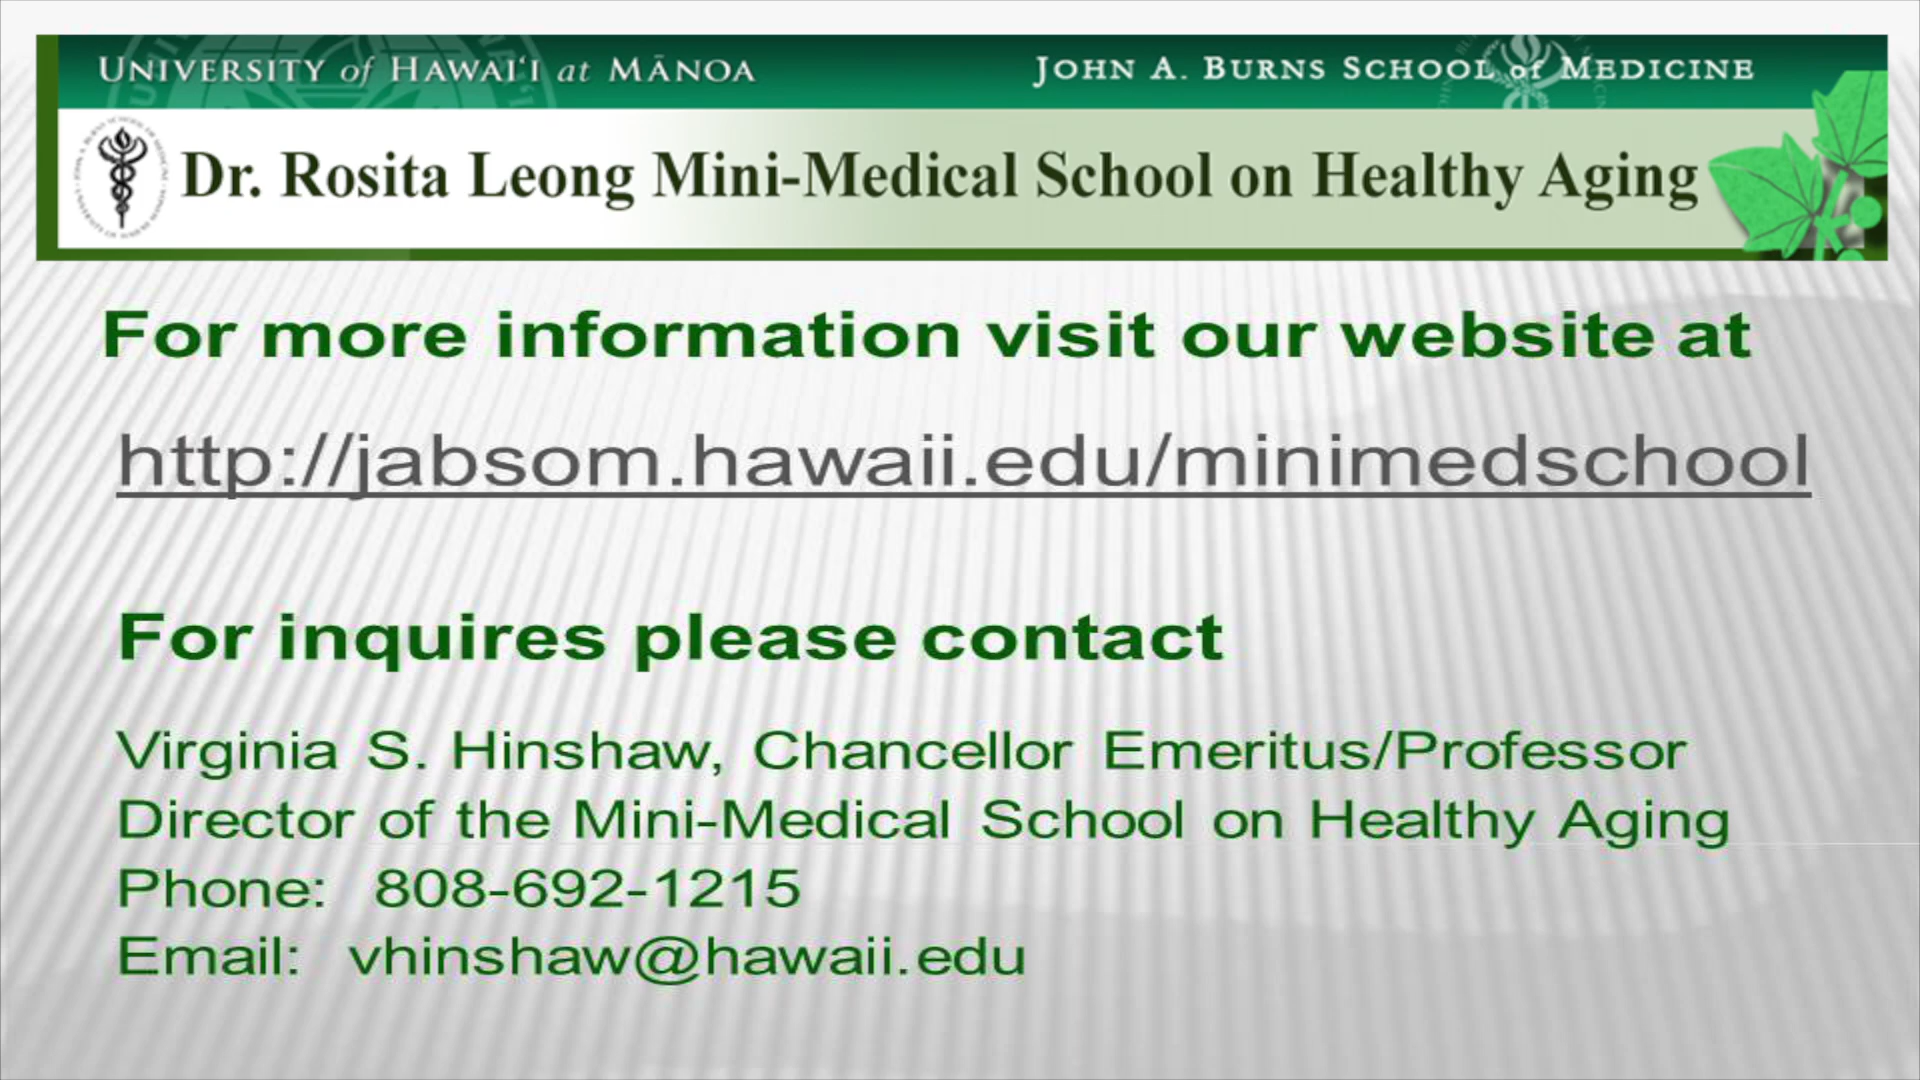 UNIVERSITY of HAWAIʻI at MĀNOA
JOHN A. BURNS SCHOOL of MEDICINE
Dr. Rosita Leong Mini-Medical School on Healthy Aging
For more information visit our website at
http://jabsom.hawaii.edu/minimedschool
For inquires please contact
Virginia S. Hinshaw, Chancellor Emeritus/Professor
Director of the Mini-Medical School on Healthy Aging
Phone: 808-692-1215
Email: vhinshaw@hawaii.edu